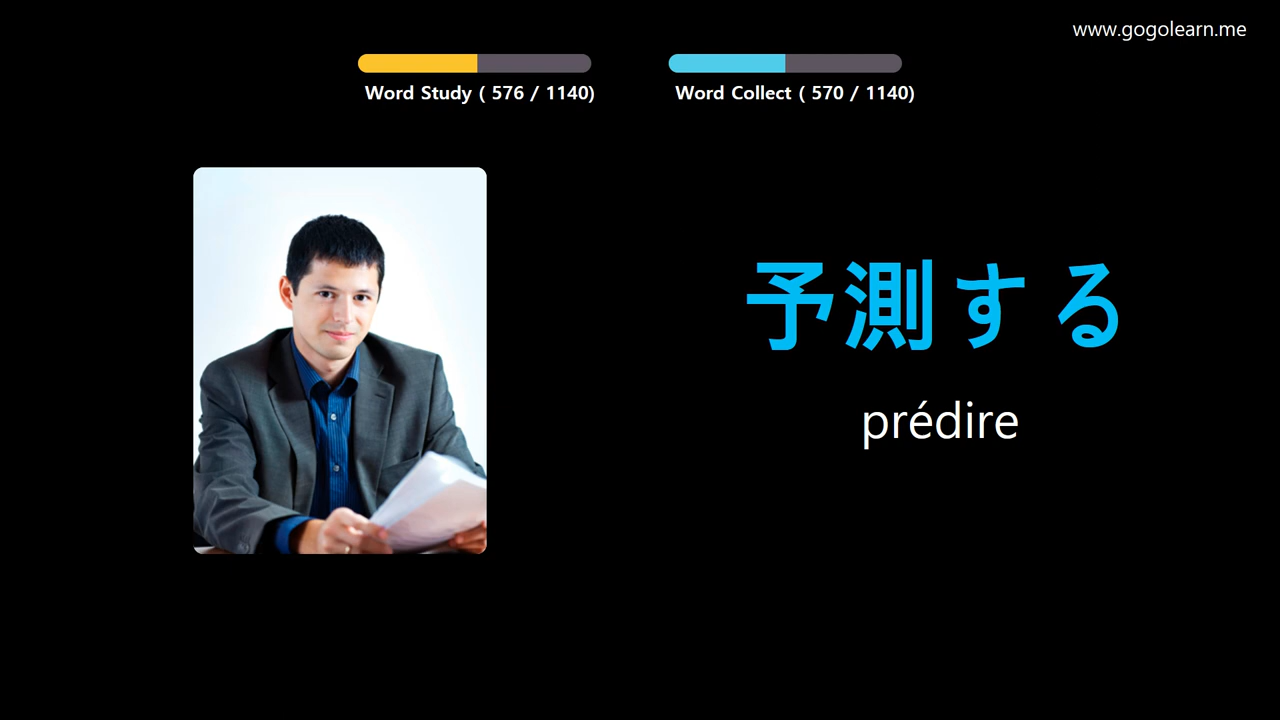 www.gogolearn.me
Word Study ( 576 / 1140)
Word Collect ( 570 / 1140)
予測する
prédire